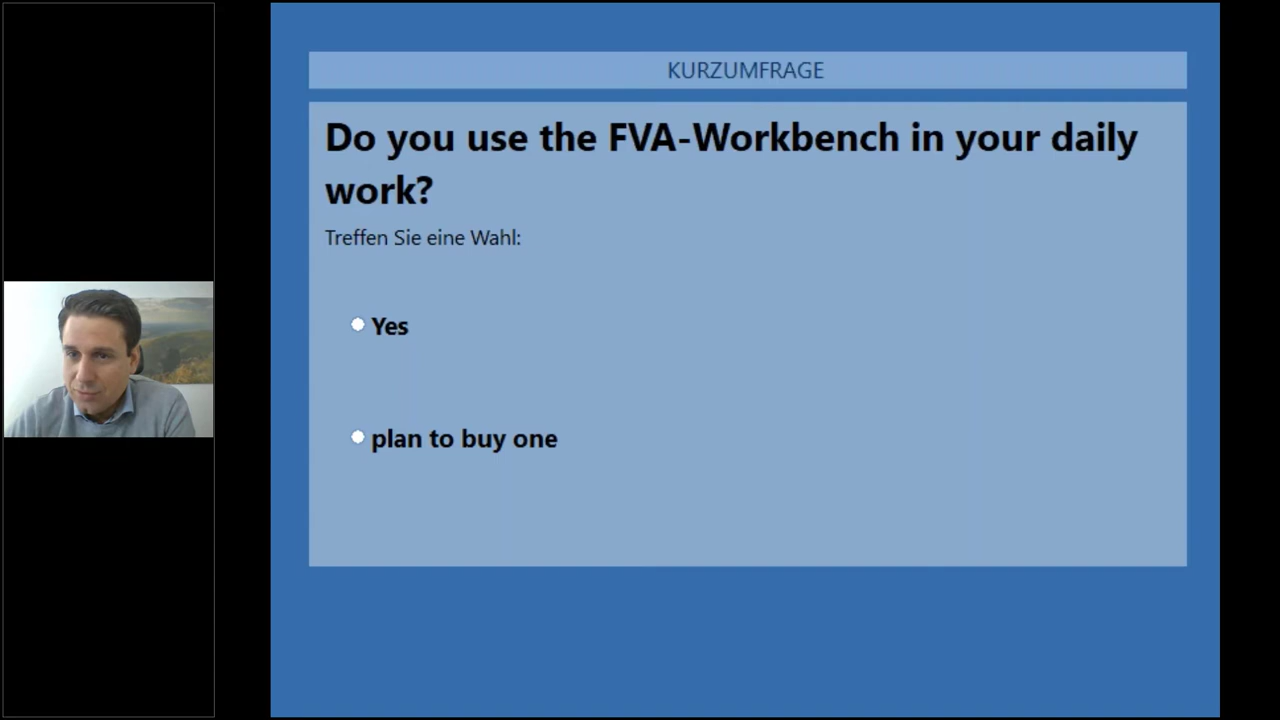 KURZUMFRAGE
Do you use the FVA-Workbench in your daily
work?
Treffen Sie eine Wahl:
Yes
plan to buy one